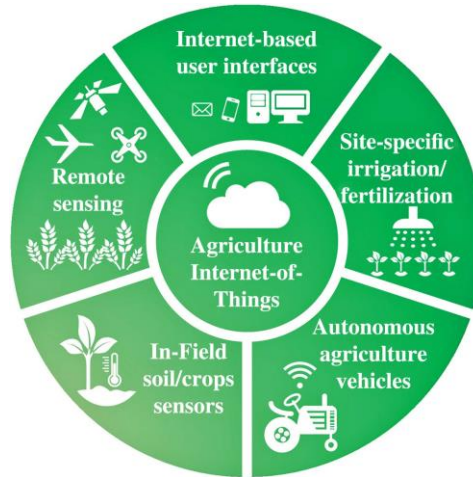 Internet-based
user interfaces
Site-specific
irrigation/
fertilization
Remote
sensing
Agriculture
Internet-of-
Things
Autonomous
agriculture
vehicles
In-Field
soil/crops
sensors